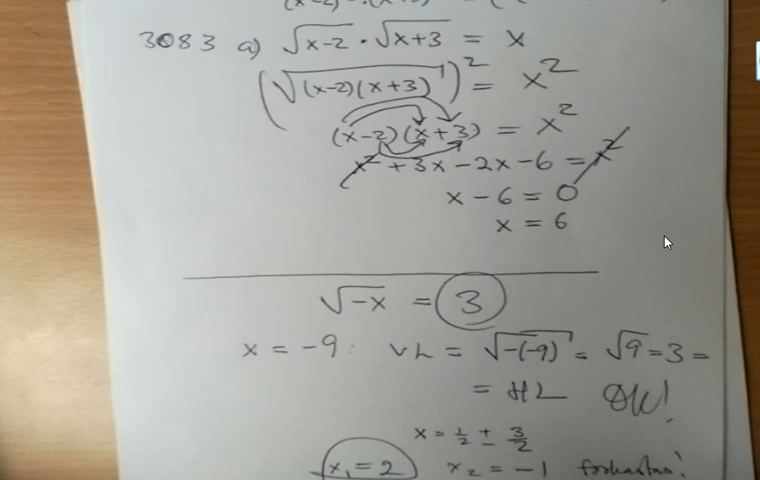 3083 a) √x-2 · √x+3 = x
(√(x-2)(x+3))² = x²
(x-2)(x+3) = x²
x² + 3x - 2x - 6 = x²
x - 6 = 0
x = 6
√-x = 3
x = -9: VL = √-(-9) = √9 = 3 =
= HL OK!
x = 1/2 ± 3/2
x₁ = 2 x₂ = -1 förkastas!